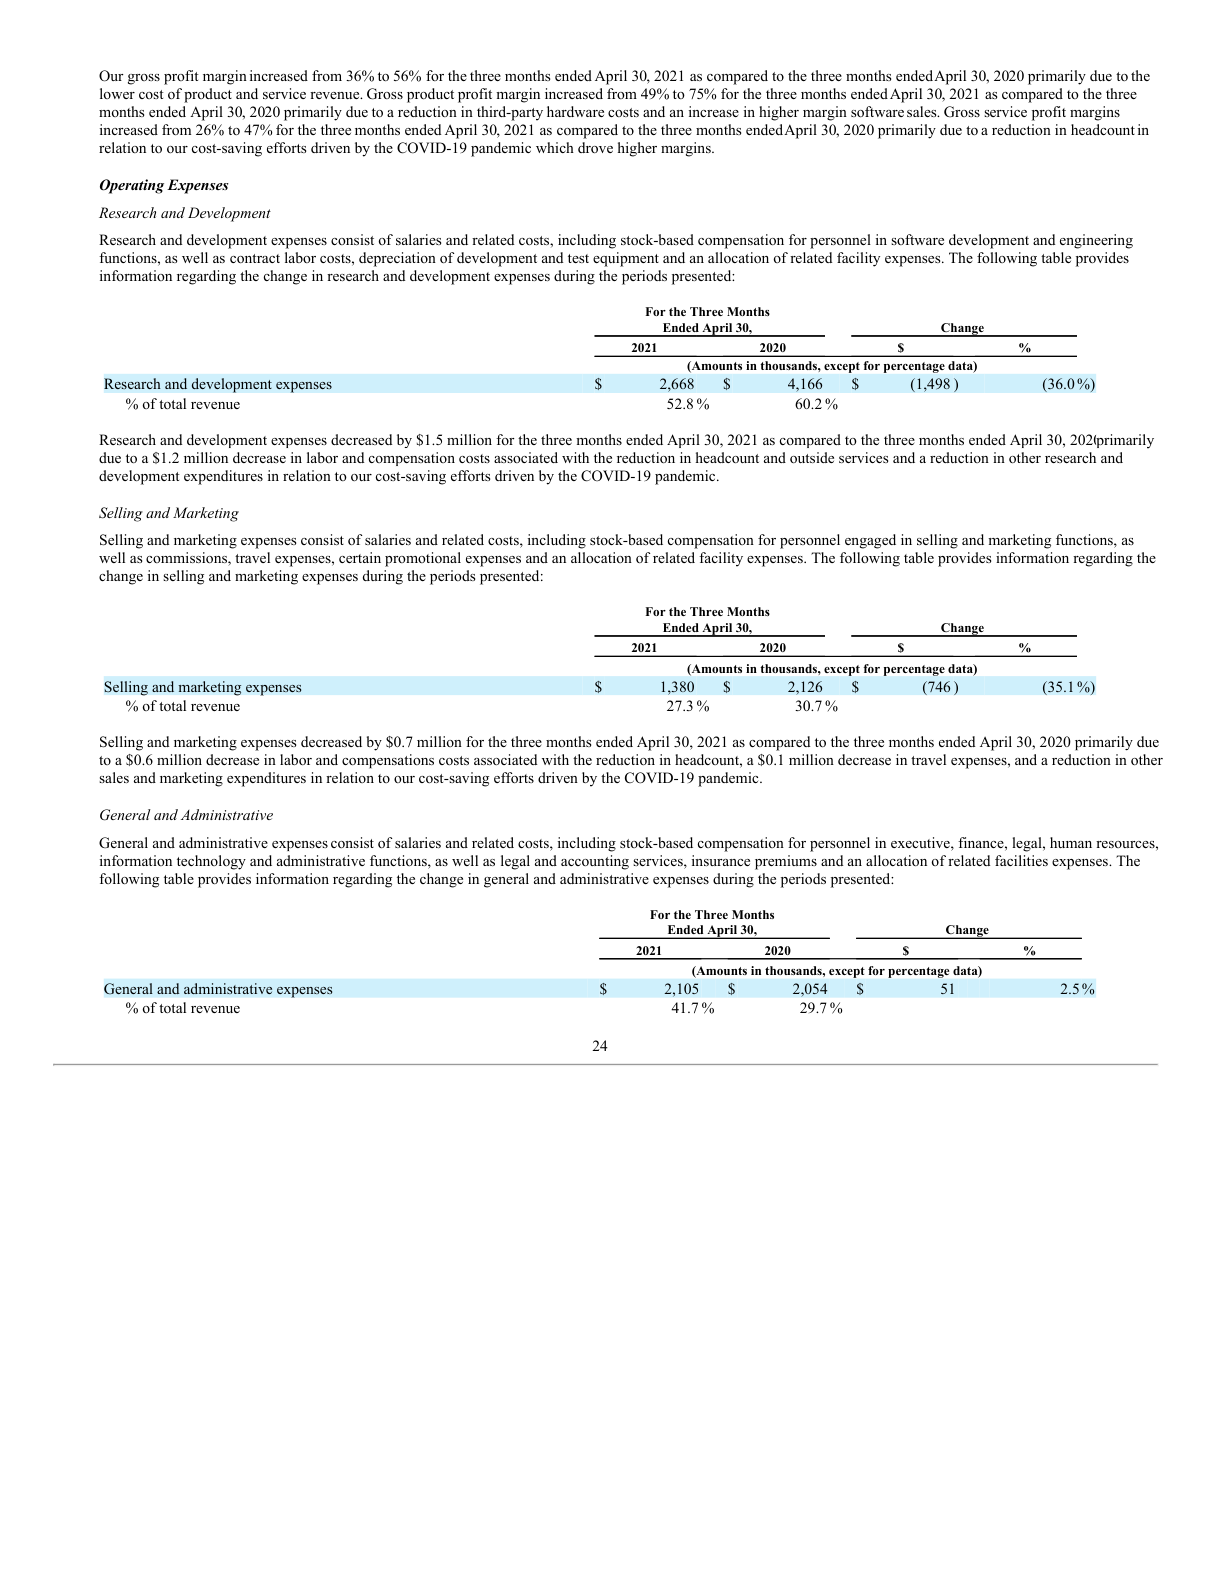 Our gross profit margin increased from 36% to 56% for the three months ended April 30, 2021 as compared to the three months ended April 30, 2020 primarily due to the
lower cost of product and service revenue. Gross product profit margin increased from 49% to 75% for the three months ended April 30, 2021 as compared to the three
months ended April 30, 2020 primarily due to a reduction in third-party hardware costs and an increase in higher margin software sales. Gross service profit margins
increased from 26% to 47% for the three months ended April 30, 2021 as compared to the three months ended April 30, 2020 primarily due to a reduction in headcount in
relation to our cost-saving efforts driven by the COVID-19 pandemic which drove higher margins.
Operating Expenses
Research and Development
Research and development expenses consist of salaries and related costs, including stock-based compensation for personnel in software development and engineering
functions, as well as contract labor costs, depreciation of development and test equipment and an allocation of related facility expenses. The following table provides
information regarding the change in research and development expenses during the periods presented:
For the Three Months
Ended April 30, Change
2021 2020 $ %
(Amounts in thousands, except for percentage data)
Research and development expenses $ 2,668 $ 4,166 $ (1,498 ) (36.0%)
% of total revenue 52.8% 60.2%
Research and development expenses decreased by $1.5 million for the three months ended April 30, 2021 as compared to the three months ended April 30, 2020 primarily
due to a $1.2 million decrease in labor and compensation costs associated with the reduction in headcount and outside services and a reduction in other research and
development expenditures in relation to our cost-saving efforts driven by the COVID-19 pandemic.
Selling and Marketing
Selling and marketing expenses consist of salaries and related costs, including stock-based compensation for personnel engaged in selling and marketing functions, as
well as commissions, travel expenses, certain promotional expenses and an allocation of related facility expenses. The following table provides information regarding the
change in selling and marketing expenses during the periods presented:
For the Three Months
Ended April 30, Change
2021 2020 $ %
(Amounts in thousands, except for percentage data)
Selling and marketing expenses $ 1,380 $ 2,126 $ (746 ) (35.1%)
% of total revenue 27.3% 30.7%
Selling and marketing expenses decreased by $0.7 million for the three months ended April 30, 2021 as compared to the three months ended April 30, 2020 primarily due
to a $0.6 million decrease in labor and compensations costs associated with the reduction in headcount, a $0.1 million decrease in travel expenses, and a reduction in other
sales and marketing expenditures in relation to our cost-saving efforts driven by the COVID-19 pandemic.
General and Administrative
General and administrative expenses consist of salaries and related costs, including stock-based compensation for personnel in executive, finance, legal, human resources,
information technology and administrative functions, as well as legal and accounting services, insurance premiums and an allocation of related facilities expenses. The
following table provides information regarding the change in general and administrative expenses during the periods presented:
For the Three Months
Ended April 30, Change
2021 2020 $ %
(Amounts in thousands, except for percentage data)
General and administrative expenses $ 2,105 $ 2,054 $ 51 2.5%
% of total revenue 41.7% 29.7%
24